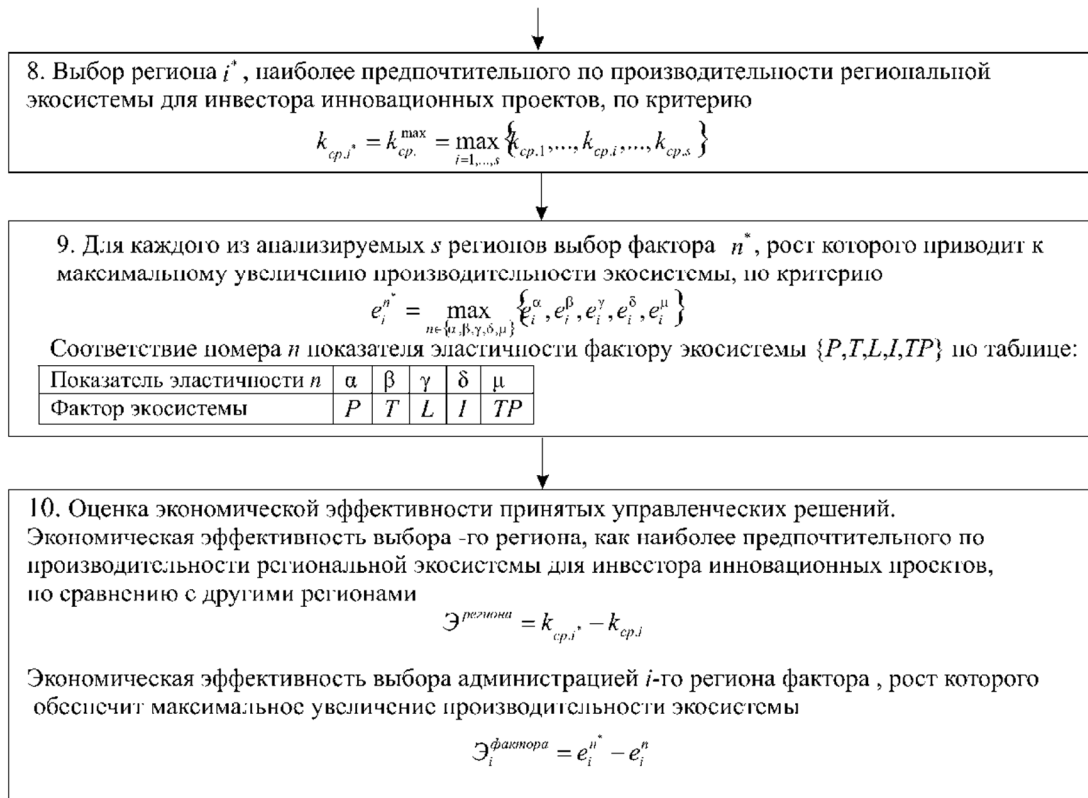 8. Выбор региона i*, наиболее предпочтительного по производительности региональной
экосистемы для инвестора инновационных проектов, по критерию
k_{ср.i*} = k_{ср.}^{max} = max_{i=1,...,s} {k_{ср.1},..., k_{ср.i},..., k_{ср.s}}
9. Для каждого из анализируемых s регионов выбор фактора n*, рост которого приводит к
максимальному увеличению производительности экосистемы, по критерию
e_i^{n*} = max_{n∈{α,β,γ,δ,μ}} {e_i^α, e_i^β, e_i^γ, e_i^δ, e_i^μ}
Соответствие номера n показателя эластичности фактору экосистемы {P,T,L,I,TP} по таблице:
Показатель эластичности n α β γ δ μ
Фактор экосистемы P T L I TP
10. Оценка экономической эффективности принятых управленческих решений.
Экономическая эффективность выбора -го региона, как наиболее предпочтительного по
производительности региональной экосистемы для инвестора инновационных проектов,
по сравнению с другими регионами
Э^{региона} = k_{ср.i*} − k_{ср.i}
Экономическая эффективность выбора администрацией i-го региона фактора , рост которого
обеспечит максимальное увеличение производительности экосистемы
Э_i^{фактора} = e_i^{n*} − e_i^n